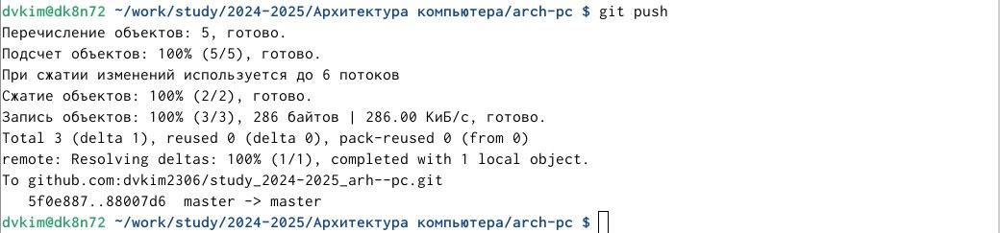 dvkim@dk8n72 ~/work/study/2024-2025/Архитектура компьютера/arch-pc $ git push
Перечисление объектов: 5, готово.
Подсчет объектов: 100% (5/5), готово.
При сжатии изменений используется до 6 потоков
Сжатие объектов: 100% (2/2), готово.
Запись объектов: 100% (3/3), 286 байтов | 286.00 КиБ/с, готово.
Total 3 (delta 1), reused 0 (delta 0), pack-reused 0 (from 0)
remote: Resolving deltas: 100% (1/1), completed with 1 local object.
To github.com:dvkim2306/study_2024-2025_arh--pc.git
   5f0e887..88007d6  master -> master
dvkim@dk8n72 ~/work/study/2024-2025/Архитектура компьютера/arch-pc $